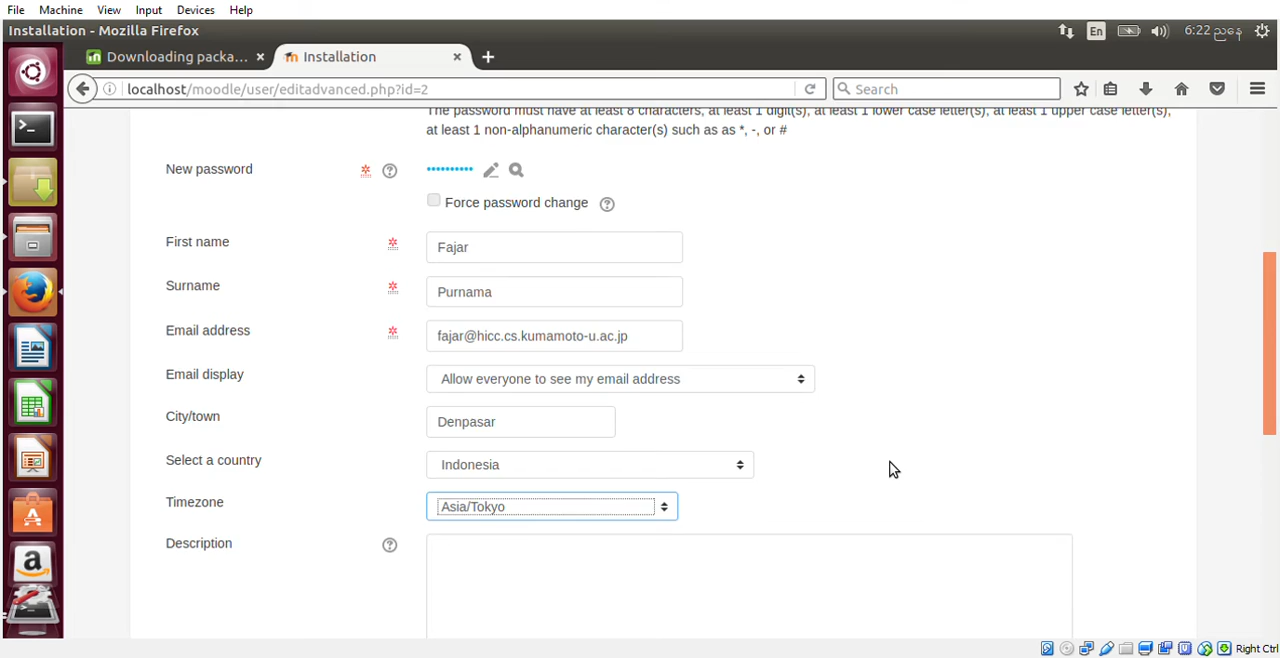 File Machine View Input Devices Help
Installation - Mozilla Firefox
En
6:22 ညနေ
Downloading packa...
Installation
localhost/moodle/user/editadvanced.php?id=2
Search
The password must have at least 8 characters, at least 1 digit(s), at least 1 lower case letter(s), at least 1 upper case letter(s),
at least 1 non-alphanumeric character(s) such as as *, -, or #
New password
Force password change
First name
Fajar
Surname
Purnama
Email address
fajar@hicc.cs.kumamoto-u.ac.jp
Email display
Allow everyone to see my email address
City/town
Denpasar
Select a country
Indonesia
Timezone
Asia/Tokyo
Description
Right Ctrl